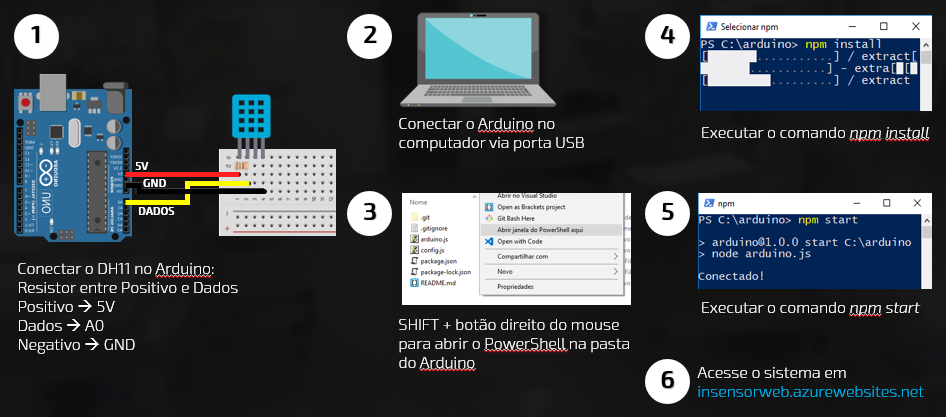 1
5V
GND
DADOS
UNO
ARDUINO
Conectar o DH11 no Arduino:
Resistor entre Positivo e Dados
Positivo → 5V
Dados → A0
Negativo → GND
2
Conectar o Arduino no
computador via porta USB
3
Nome
.git
.gitignore
arduino.js
config.js
package.json
package-lock.json
README.md
Abrir no Visual Studio
Open as Brackets project
Git Bash Here
Abrir janela do PowerShell aqui
Open with Code
Compartilhar com
Novo
Propriedades
SHIFT + botão direito do mouse
para abrir o PowerShell na pasta
do Arduino
4
Selecionar npm
PS C:\arduino> npm install
[ ..........] / extract[
..........] - extra[ [
[ ..........] / extract
Executar o comando npm install
5
npm
PS C:\arduino> npm start
> arduino@1.0.0 start C:\arduino
> node arduino.js
Conectado!
Executar o comando npm start
6
Acesse o sistema em
insensorweb.azurewebsites.net